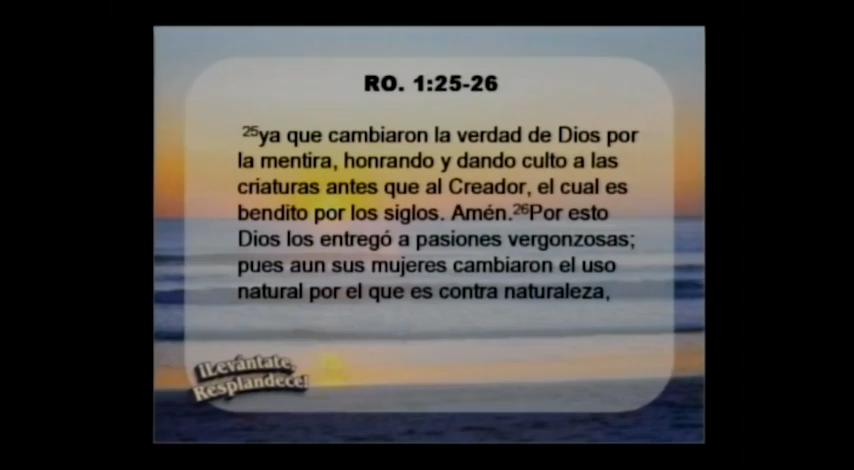 RO. 1:25-26
25ya que cambiaron la verdad de Dios por
la mentira, honrando y dando culto a las
criaturas antes que al Creador, el cual es
bendito por los siglos. Amén.26Por esto
Dios los entregó a pasiones vergonzosas;
pues aun sus mujeres cambiaron el uso
natural por el que es contra naturaleza,
¡Levántate,
Resplandece!